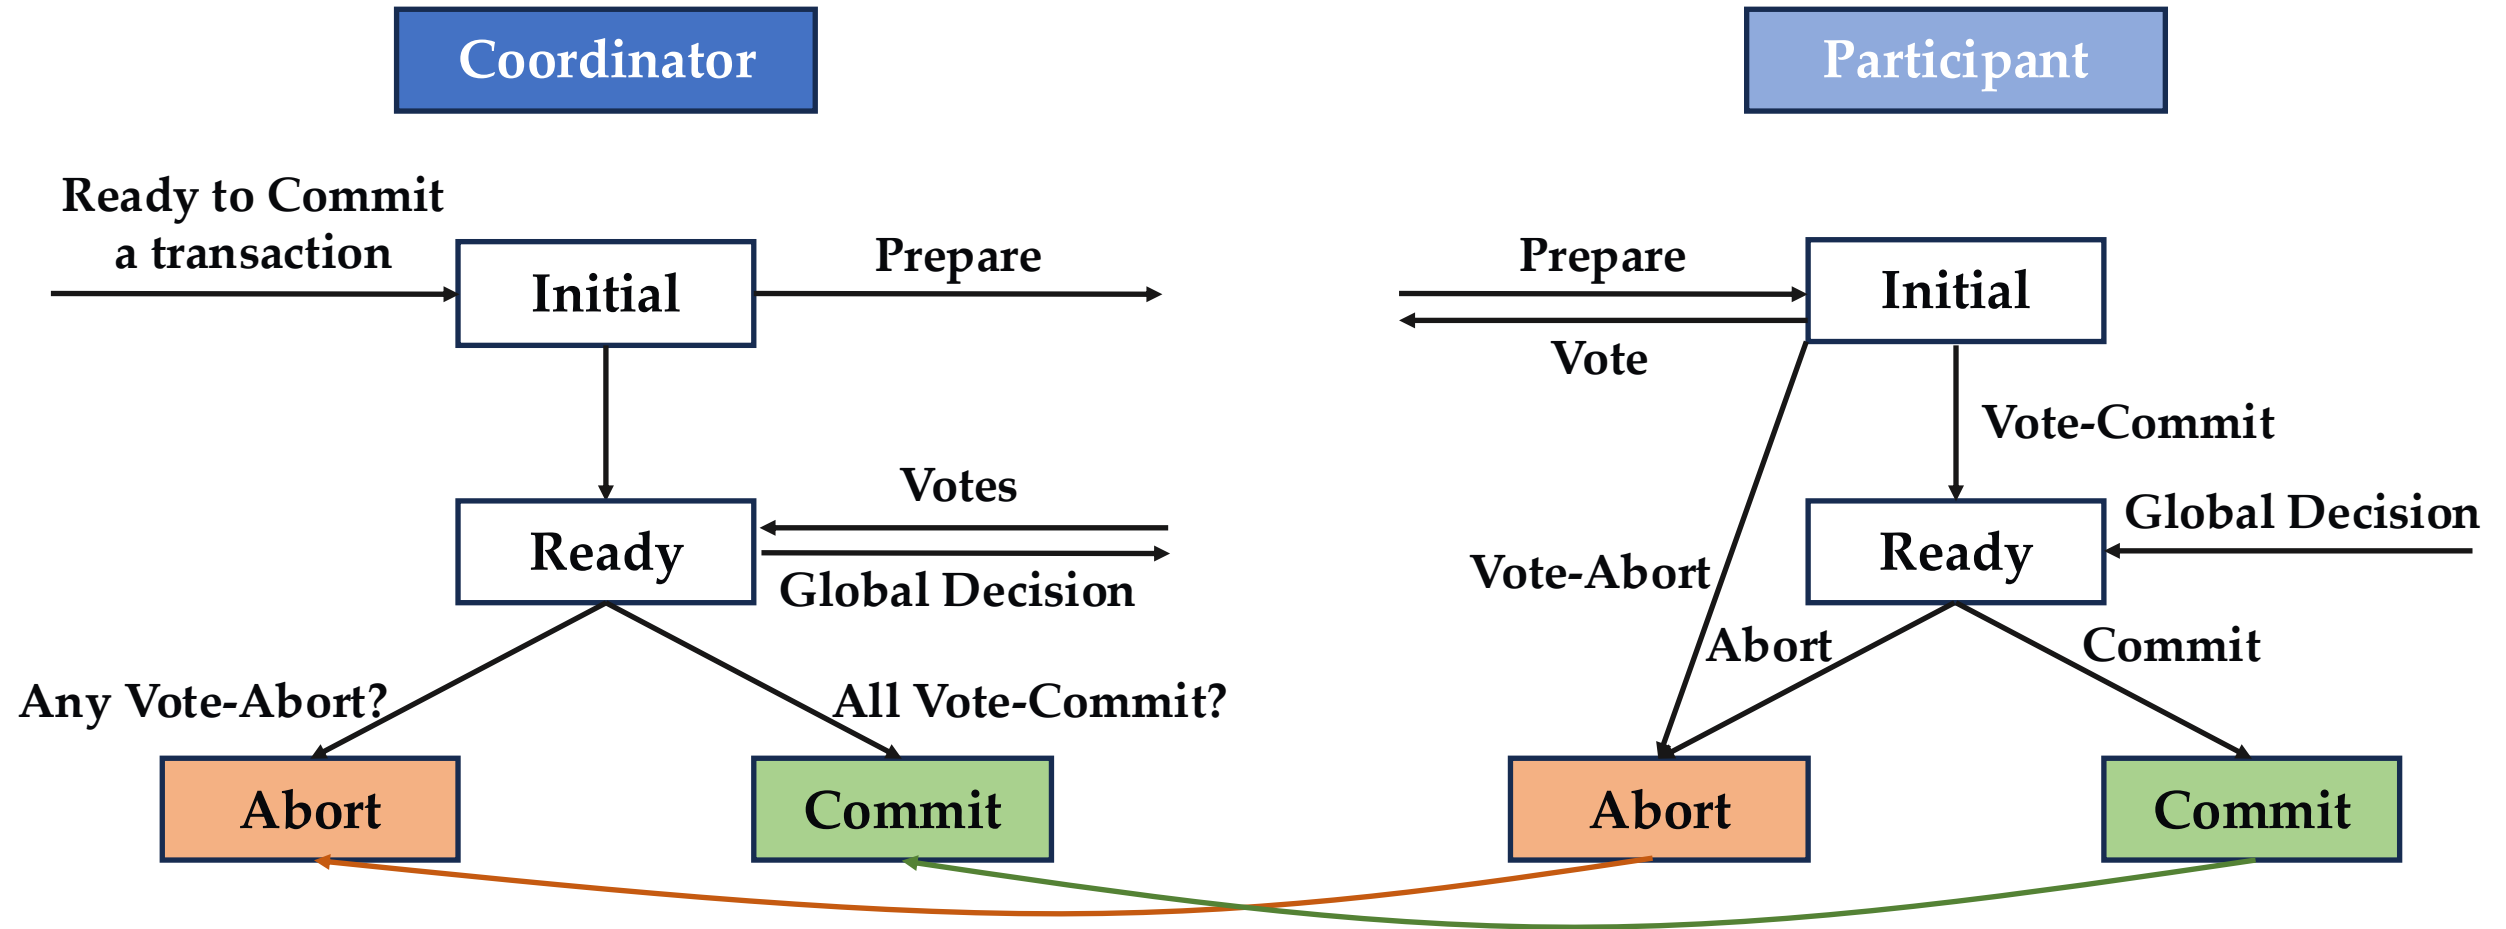 Coordinator
Participant
Ready to Commit
a transaction
Initial
Prepare
Prepare
Initial
Vote
Vote-Commit
Votes
Ready
Global Decision
Global Decision
Ready
Vote-Abort
Abort
Commit
Any Vote-Abort?
All Vote-Commit?
Abort
Commit
Abort
Commit